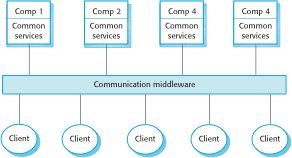 Comp 1
Comp 2
Comp 4
Comp 4
Common
services
Common
services
Common
services
Common
services
Communication middleware
Client
Client
Client
Client
Client